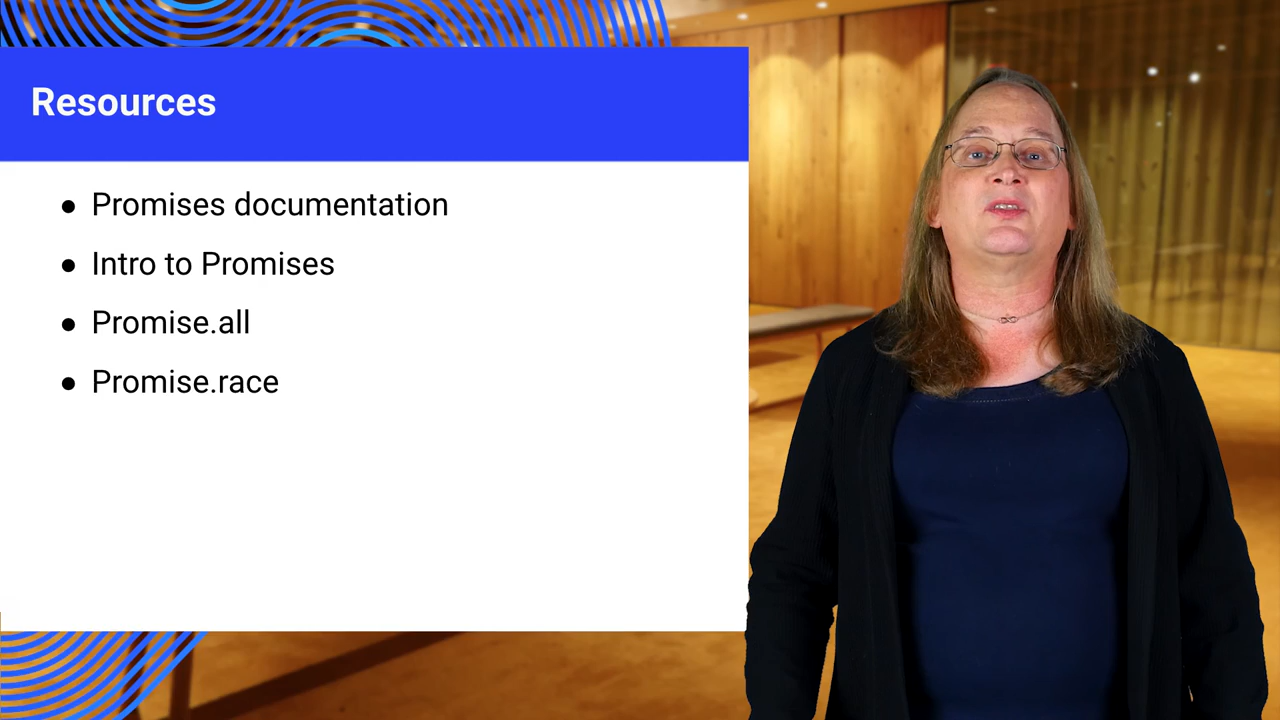 Resources
Promises documentation
Intro to Promises
Promise.all
Promise.race